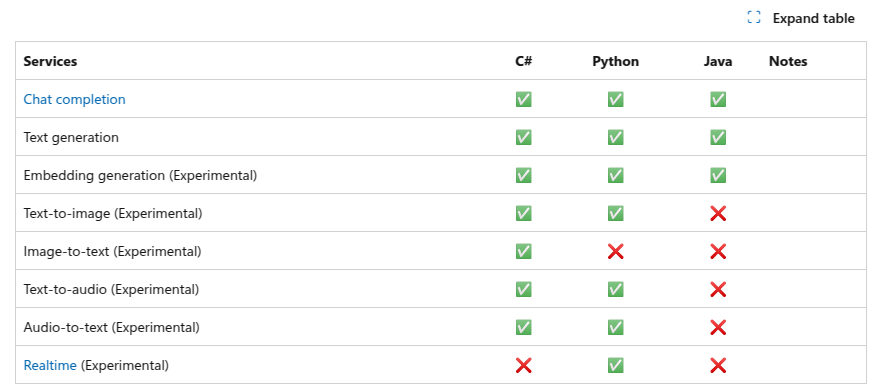 Expand table
Services C# Python Java Notes
Chat completion ✅ ✅ ✅
Text generation ✅ ✅ ✅
Embedding generation (Experimental) ✅ ✅ ✅
Text-to-image (Experimental) ✅ ✅ ❌
Image-to-text (Experimental) ✅ ❌ ❌
Text-to-audio (Experimental) ✅ ✅ ❌
Audio-to-text (Experimental) ✅ ✅ ❌
Realtime (Experimental) ❌ ✅ ❌